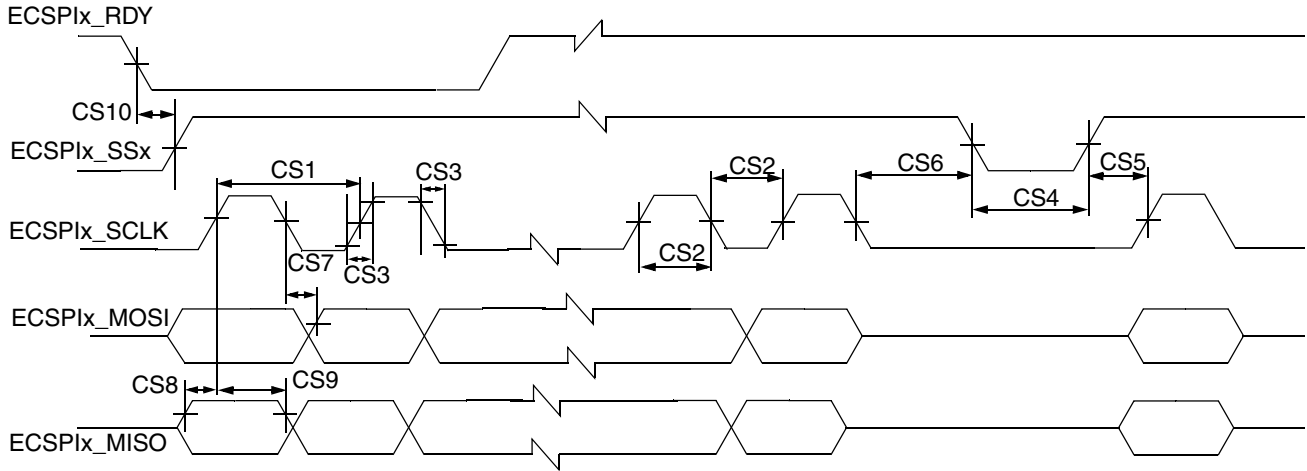 ECSPIx_RDY
CS10
ECSPIx_SSx
CS1
CS3
CS2
CS6
CS5
CS4
ECSPIx_SCLK
CS7
CS3
CS2
ECSPIx_MOSI
CS8
CS9
ECSPIx_MISO